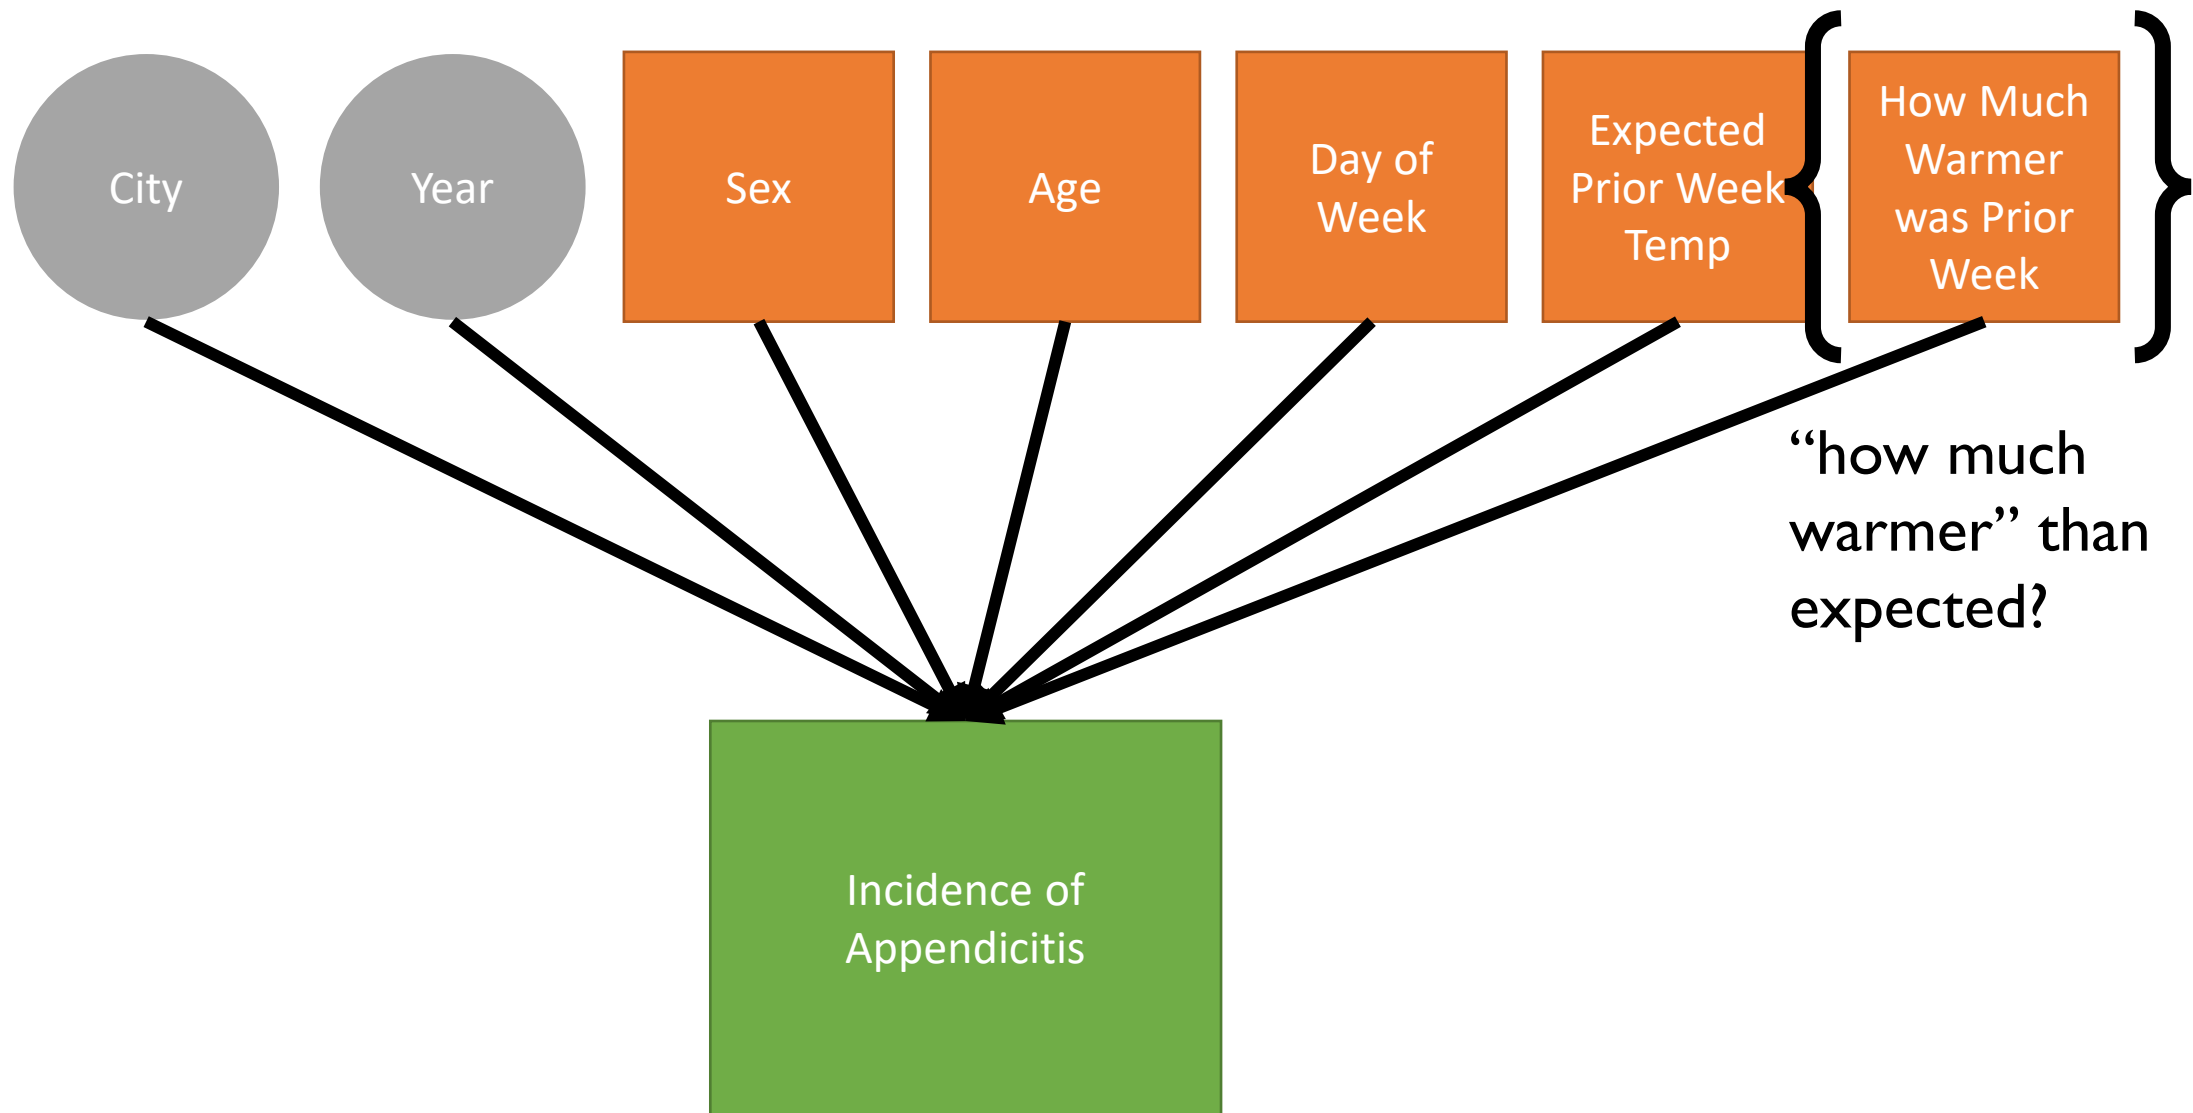 City
Year
Sex
Age
Day of
Week
Expected
Prior Week
Temp
How Much
Warmer
was Prior
Week
“how much
warmer” than
expected?
Incidence of
Appendicitis